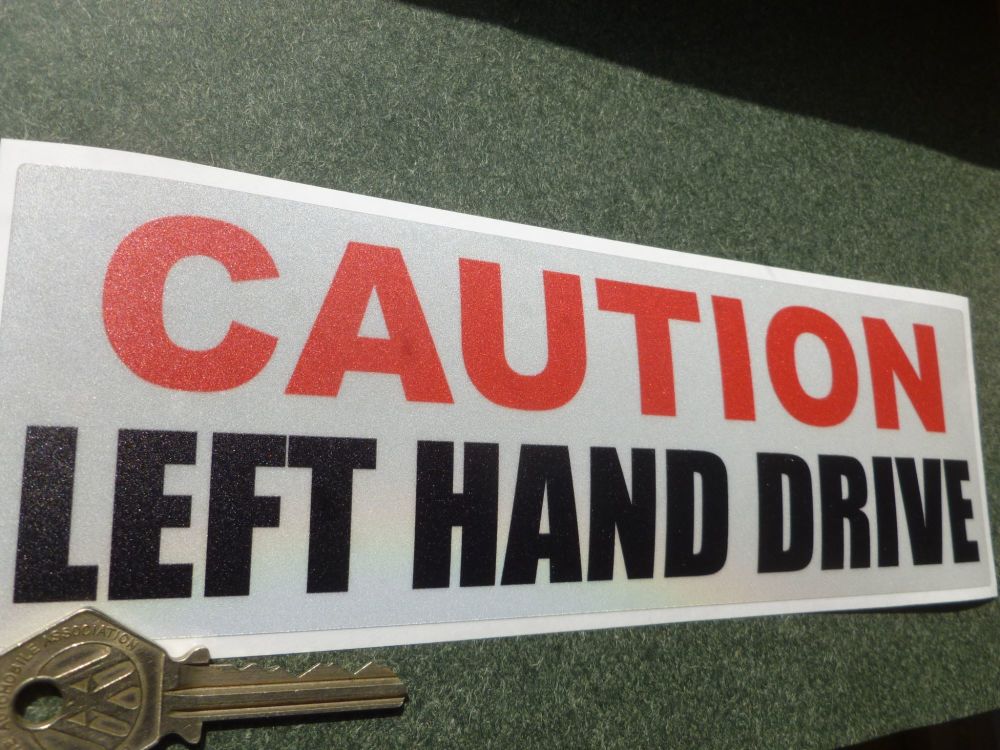 CAUTION
LEFT HAND DRIVE
AUTOMOBILE ASSOCIATION